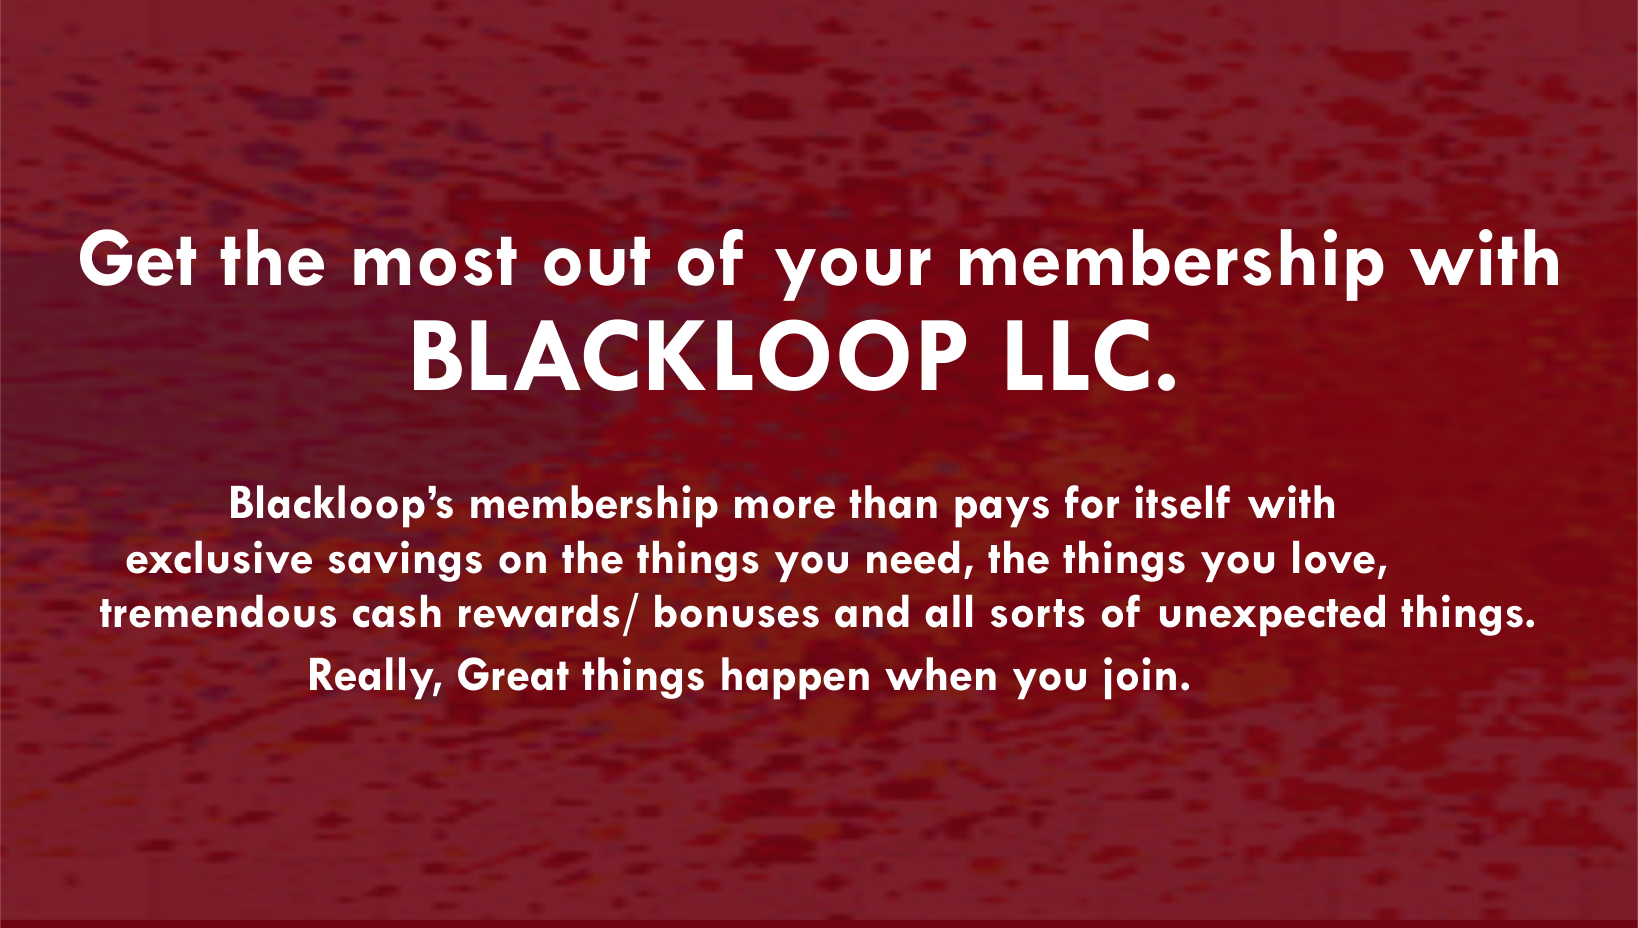 Get the most out of your membership with
BLACKLOOP LLC.
Blackloop’s membership more than pays for itself with
exclusive savings on the things you need, the things you love,
tremendous cash rewards/ bonuses and all sorts of unexpected things.
Really, Great things happen when you join.